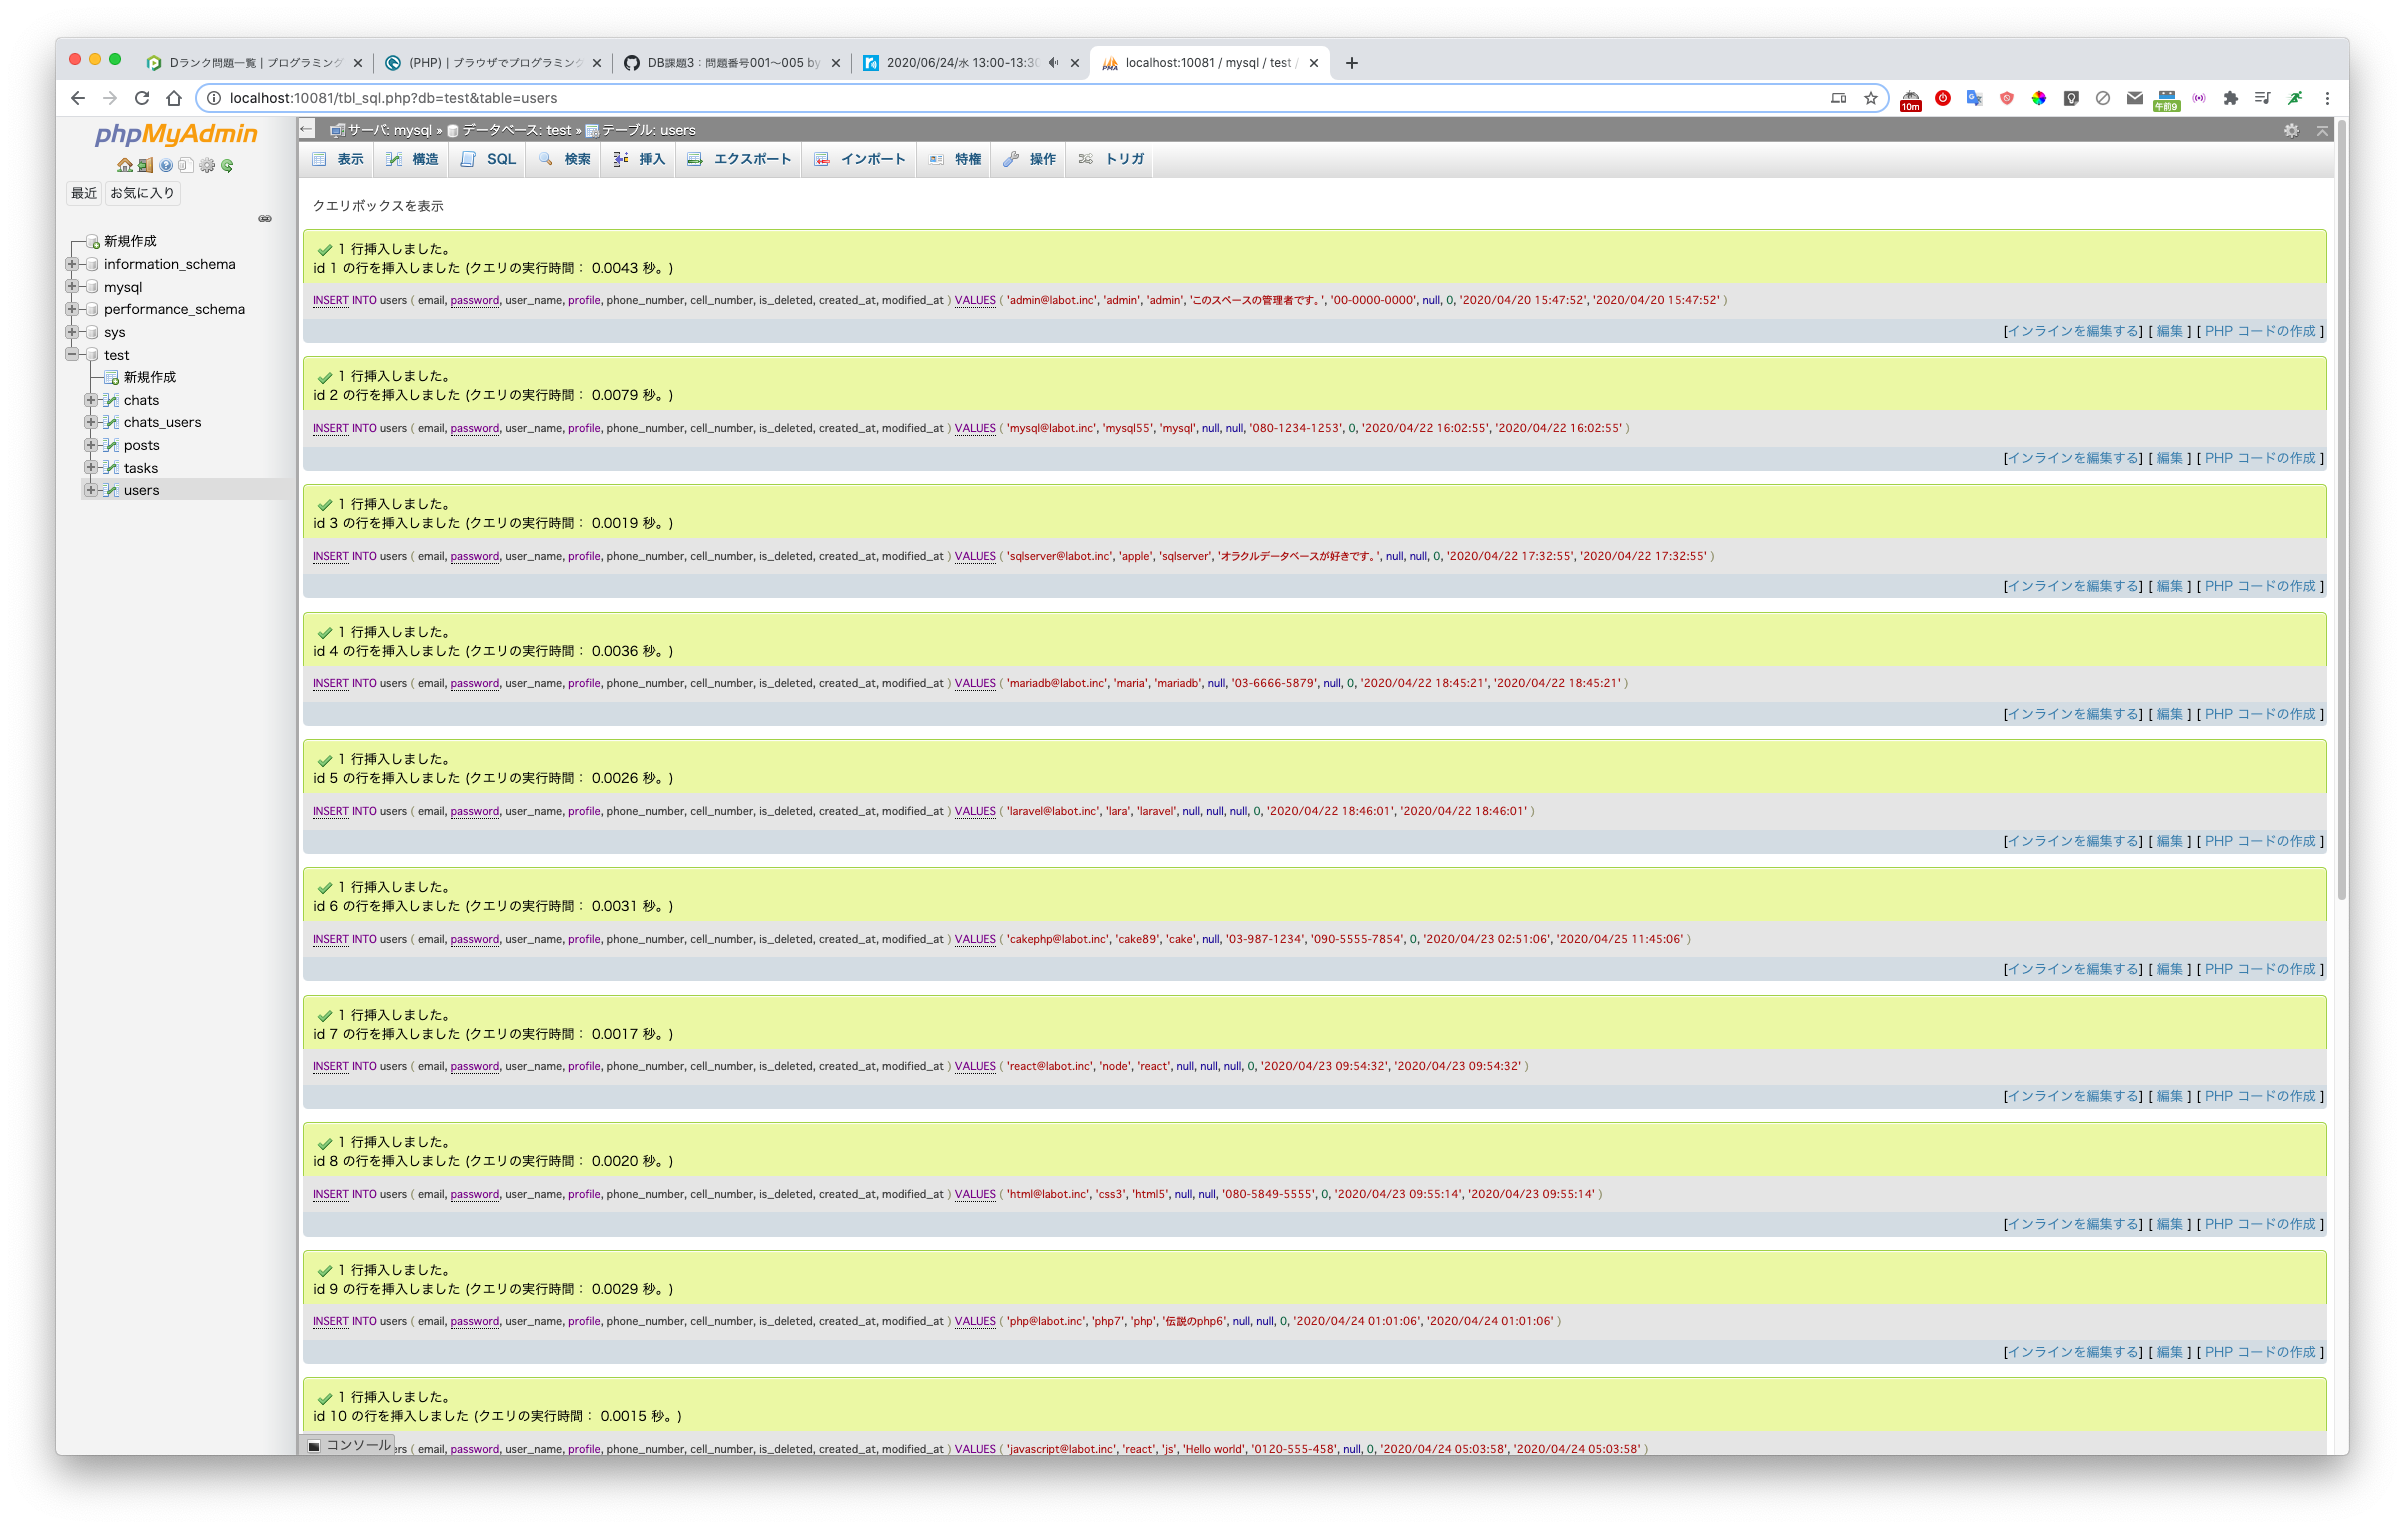 Dランク問題一覧 | プログラミング
(PHP) | ブラウザでプログラミング
DB課題3：問題番号001〜005 by
2020/06/24/水 13:00-13:30
localhost:10081 / mysql / test /
localhost:10081/tbl_sql.php?db=test&table=users
10m
午前9
phpMyAdmin
最近 お気に入り
新規作成
information_schema
mysql
performance_schema
sys
test
新規作成
chats
chats_users
posts
tasks
users
サーバ: mysql » データベース: test » テーブル: users
表示 構造 SQL 検索 挿入 エクスポート インポート 特権 操作 トリガ
クエリボックスを表示
1 行挿入しました。
id 1 の行を挿入しました (クエリの実行時間： 0.0043 秒。)
INSERT INTO users ( email, password, user_name, profile, phone_number, cell_number, is_deleted, created_at, modified_at ) VALUES ( 'admin@labot.inc', 'admin', 'admin', 'このスペースの管理者です。', '00-0000-0000', null, 0, '2020/04/20 15:47:52', '2020/04/20 15:47:52' )
[インラインを編集する] [ 編集 ] [ PHP コードの作成 ]
1 行挿入しました。
id 2 の行を挿入しました (クエリの実行時間： 0.0079 秒。)
INSERT INTO users ( email, password, user_name, profile, phone_number, cell_number, is_deleted, created_at, modified_at ) VALUES ( 'mysql@labot.inc', 'mysql55', 'mysql', null, null, '080-1234-1253', 0, '2020/04/22 16:02:55', '2020/04/22 16:02:55' )
[インラインを編集する] [ 編集 ] [ PHP コードの作成 ]
1 行挿入しました。
id 3 の行を挿入しました (クエリの実行時間： 0.0019 秒。)
INSERT INTO users ( email, password, user_name, profile, phone_number, cell_number, is_deleted, created_at, modified_at ) VALUES ( 'sqlserver@labot.inc', 'apple', 'sqlserver', 'オラクルデータベースが好きです。', null, null, 0, '2020/04/22 17:32:55', '2020/04/22 17:32:55' )
[インラインを編集する] [ 編集 ] [ PHP コードの作成 ]
1 行挿入しました。
id 4 の行を挿入しました (クエリの実行時間： 0.0036 秒。)
INSERT INTO users ( email, password, user_name, profile, phone_number, cell_number, is_deleted, created_at, modified_at ) VALUES ( 'mariadb@labot.inc', 'maria', 'mariadb', null, '03-6666-5879', null, 0, '2020/04/22 18:45:21', '2020/04/22 18:45:21' )
[インラインを編集する] [ 編集 ] [ PHP コードの作成 ]
1 行挿入しました。
id 5 の行を挿入しました (クエリの実行時間： 0.0026 秒。)
INSERT INTO users ( email, password, user_name, profile, phone_number, cell_number, is_deleted, created_at, modified_at ) VALUES ( 'laravel@labot.inc', 'lara', 'laravel', null, null, null, 0, '2020/04/22 18:46:01', '2020/04/22 18:46:01' )
[インラインを編集する] [ 編集 ] [ PHP コードの作成 ]
1 行挿入しました。
id 6 の行を挿入しました (クエリの実行時間： 0.0031 秒。)
INSERT INTO users ( email, password, user_name, profile, phone_number, cell_number, is_deleted, created_at, modified_at ) VALUES ( 'cakephp@labot.inc', 'cake89', 'cake', null, '03-987-1234', '090-5555-7854', 0, '2020/04/23 02:51:06', '2020/04/25 11:45:06' )
[インラインを編集する] [ 編集 ] [ PHP コードの作成 ]
1 行挿入しました。
id 7 の行を挿入しました (クエリの実行時間： 0.0017 秒。)
INSERT INTO users ( email, password, user_name, profile, phone_number, cell_number, is_deleted, created_at, modified_at ) VALUES ( 'react@labot.inc', 'node', 'react', null, null, null, 0, '2020/04/23 09:54:32', '2020/04/23 09:54:32' )
[インラインを編集する] [ 編集 ] [ PHP コードの作成 ]
1 行挿入しました。
id 8 の行を挿入しました (クエリの実行時間： 0.0020 秒。)
INSERT INTO users ( email, password, user_name, profile, phone_number, cell_number, is_deleted, created_at, modified_at ) VALUES ( 'html@labot.inc', 'css3', 'html5', null, null, '080-5849-5555', 0, '2020/04/23 09:55:14', '2020/04/23 09:55:14' )
[インラインを編集する] [ 編集 ] [ PHP コードの作成 ]
1 行挿入しました。
id 9 の行を挿入しました (クエリの実行時間： 0.0029 秒。)
INSERT INTO users ( email, password, user_name, profile, phone_number, cell_number, is_deleted, created_at, modified_at ) VALUES ( 'php@labot.inc', 'php7', 'php', '伝説のphp6', null, null, 0, '2020/04/24 01:01:06', '2020/04/24 01:01:06' )
[インラインを編集する] [ 編集 ] [ PHP コードの作成 ]
1 行挿入しました。
id 10 の行を挿入しました (クエリの実行時間： 0.0015 秒。)
コンソール ers ( email, password, user_name, profile, phone_number, cell_number, is_deleted, created_at, modified_at ) VALUES ( 'javascript@labot.inc', 'react', 'js', 'Hello world', '0120-555-458', null, 0, '2020/04/24 05:03:58', '2020/04/24 05:03:58' )